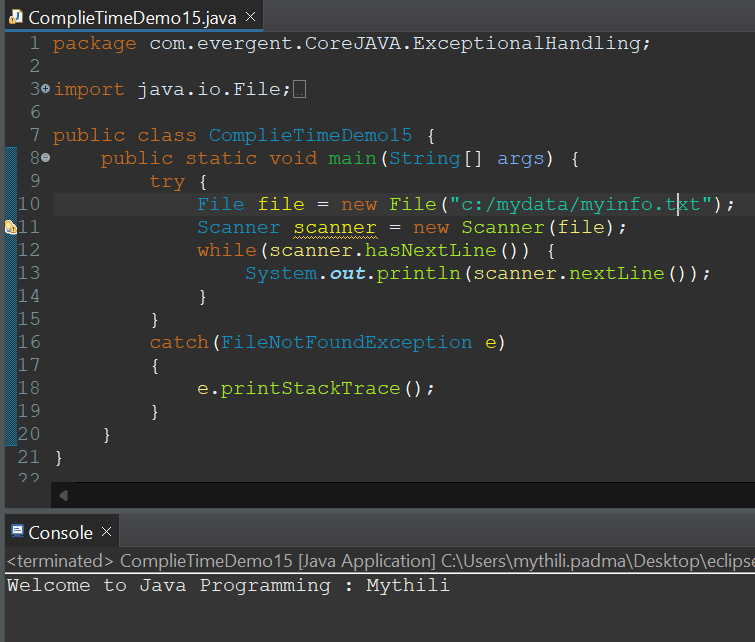 ComplieTimeDemo15.java ×
1 package com.evergent.CoreJAVA.ExceptionalHandling;
2
3 import java.io.File;
6
7 public class ComplieTimeDemo15 {
8 public static void main(String[] args) {
9 try {
10 File file = new File("c:/mydata/myinfo.txt");
11 Scanner scanner = new Scanner(file);
12 while(scanner.hasNextLine()) {
13 System.out.println(scanner.nextLine());
14 }
15 }
16 catch(FileNotFoundException e)
17 {
18 e.printStackTrace();
19 }
20 }
21 }
22
Console ×
<terminated> ComplieTimeDemo15 [Java Application] C:\Users\mythili.padma\Desktop\eclipse
Welcome to Java Programming : Mythili